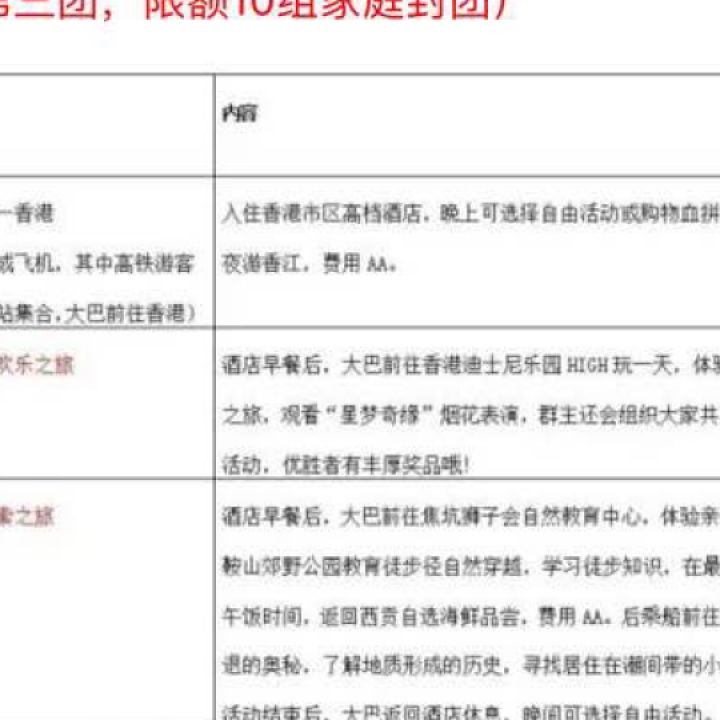 第三团，限额10组家庭封团）
内容
一香港
或飞机，其中高铁游客
站集合，大巴前往香港）
入住香港市区高档酒店，晚上可选择自由活动或购物血拼
夜游香江，费用 AA。
欢乐之旅
酒店早餐后，大巴前往香港迪士尼乐园 HIGH 玩一天，体验
之旅，观看“星梦奇缘”烟花表演，群主还会组织大家共
活动，优胜者有丰厚奖品哦！
索之旅
酒店早餐后，大巴前往焦坑狮子会自然教育中心，体验亲
鞍山郊野公园教育徒步径自然穿越，学习徒步知识，在最
午饭时间，返回西贡自选海鲜品尝，费用 AA。后乘船前往
退的奥秘，了解地质形成的历史，寻找居住在潮间带的小
活动结束后，大巴返回酒店休息，晚间可选择自由活动。